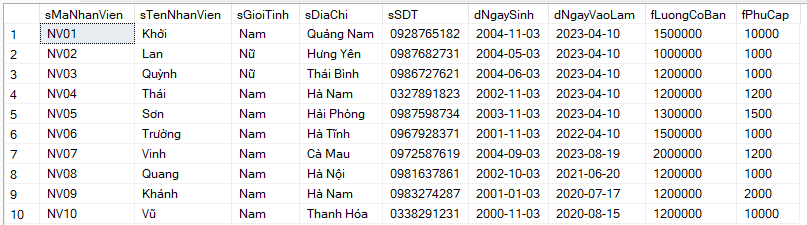 sMaNhanVien sTenNhanVien sGioiTinh sDiaChi sSDT dNgaySinh dNgayVaoLam fLuongCoBan fPhuCap
1 NV01 Khởi Nam Quảng Nam 0928765182 2004-11-03 2023-04-10 1500000 10000
2 NV02 Lan Nữ Hưng Yên 0987682731 2004-05-03 2023-04-10 1000000 1000
3 NV03 Quỳnh Nữ Thái Bình 0986727621 2004-06-03 2023-04-10 1200000 1000
4 NV04 Thái Nam Hà Nam 0327891823 2002-11-03 2023-04-10 1200000 1200
5 NV05 Sơn Nam Hải Phòng 0987598734 2003-11-03 2023-04-10 1300000 1500
6 NV06 Trường Nam Hà Tĩnh 0967928371 2001-11-03 2022-04-10 1500000 1000
7 NV07 Vinh Nam Cà Mau 0972587619 2004-09-03 2023-08-19 2000000 1200
8 NV08 Quang Nam Hà Nội 0981637861 2002-10-03 2021-06-20 1200000 1000
9 NV09 Khánh Nam Hà Nam 0983274287 2001-01-03 2020-07-17 1200000 2000
10 NV10 Vũ Nam Thanh Hóa 0338291231 2000-11-03 2020-08-15 1200000 10000